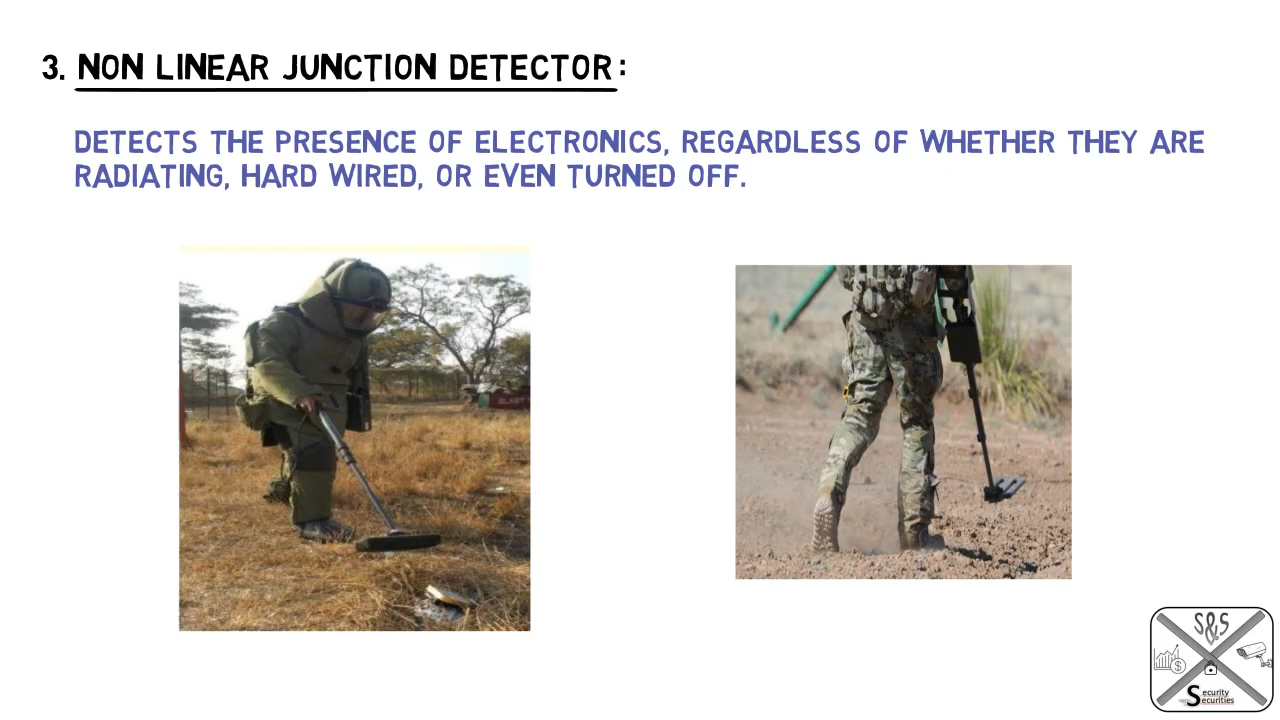 3. NON LINEAR JUNCTION DETECTOR:
DETECTS THE PRESENCE OF ELECTRONICS, REGARDLESS OF WHETHER THEY ARE
RADIATING, HARD WIRED, OR EVEN TURNED OFF.
S&S
$
Security
Securities